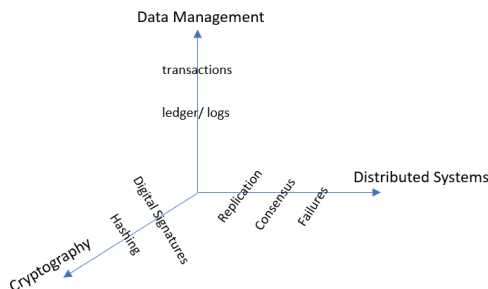 Data Management
transactions
ledger/ logs
Distributed Systems
Replication
Consensus
Failures
Digital Signatures
Hashing
Cryptography